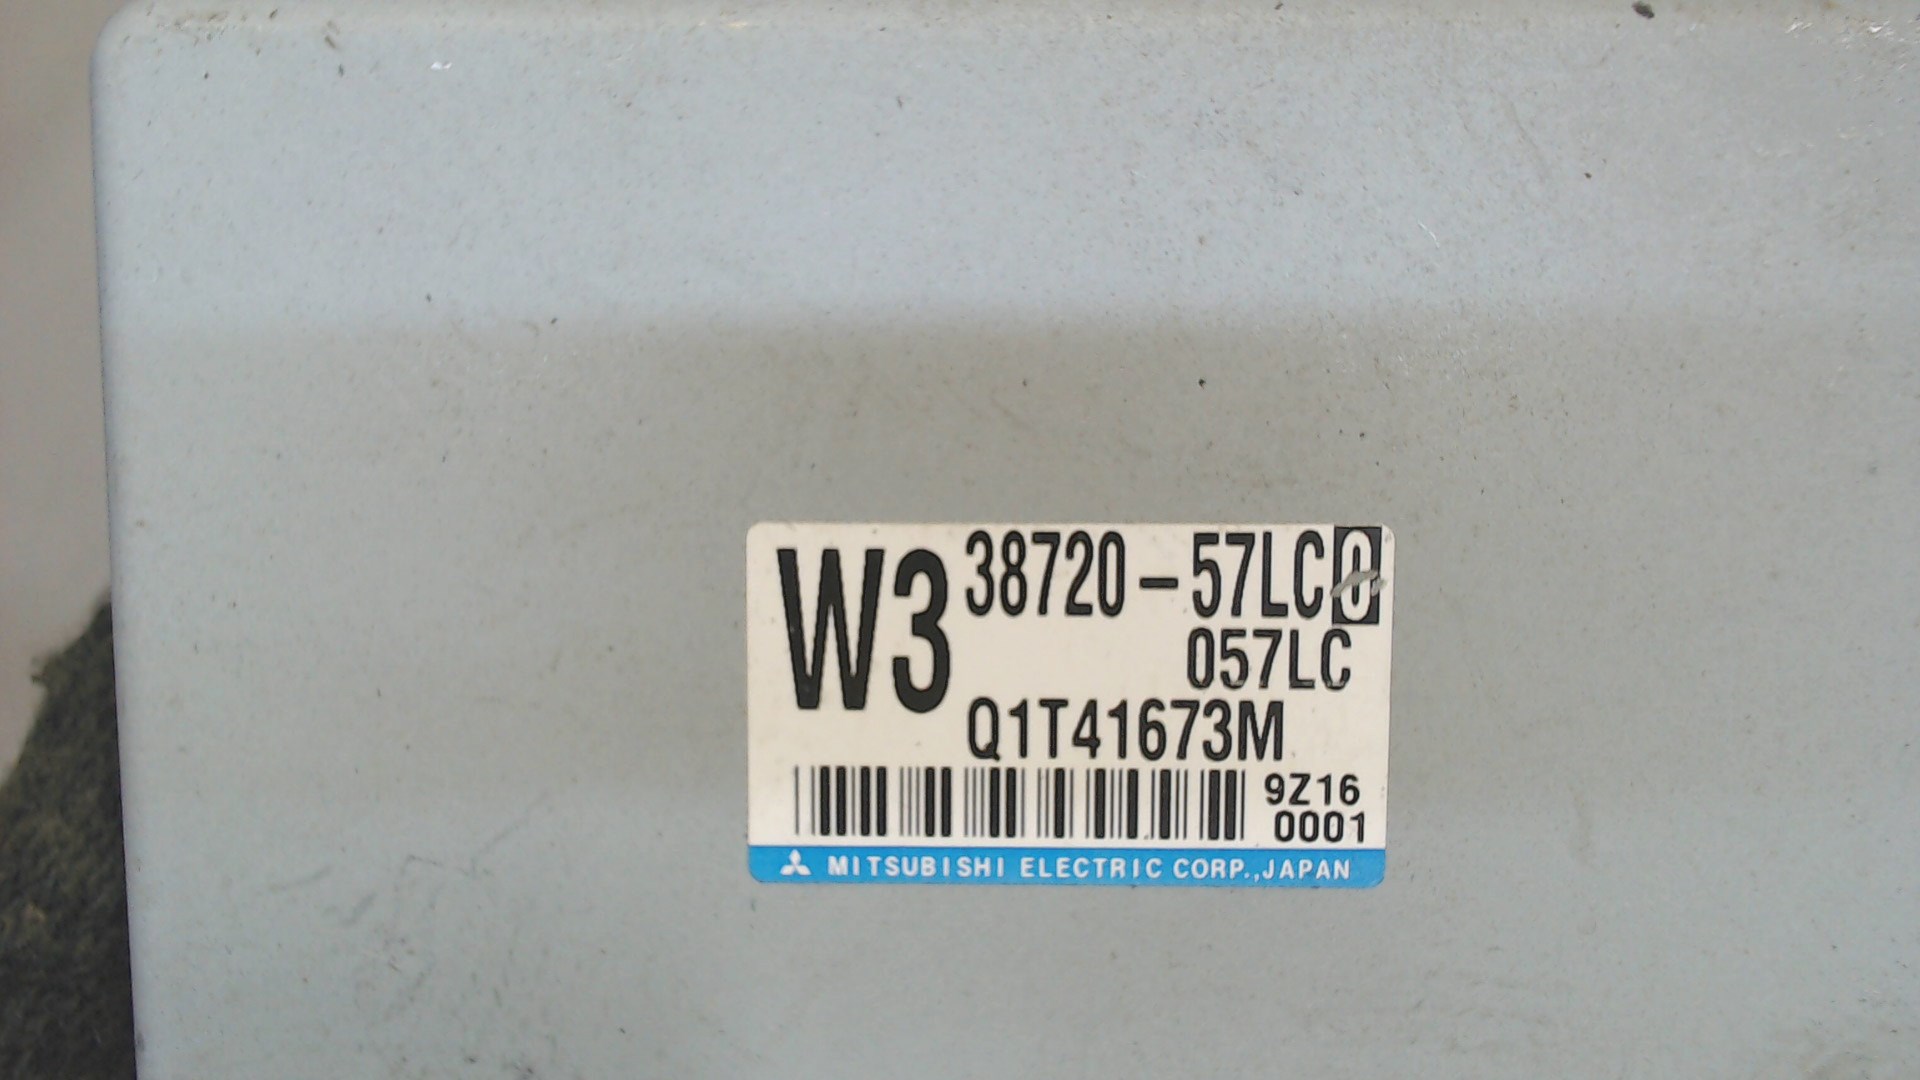 W3 38720-57LC0
057LC
Q1T41673M
9Z16
0001
MITSUBISHI ELECTRIC CORP.,JAPAN